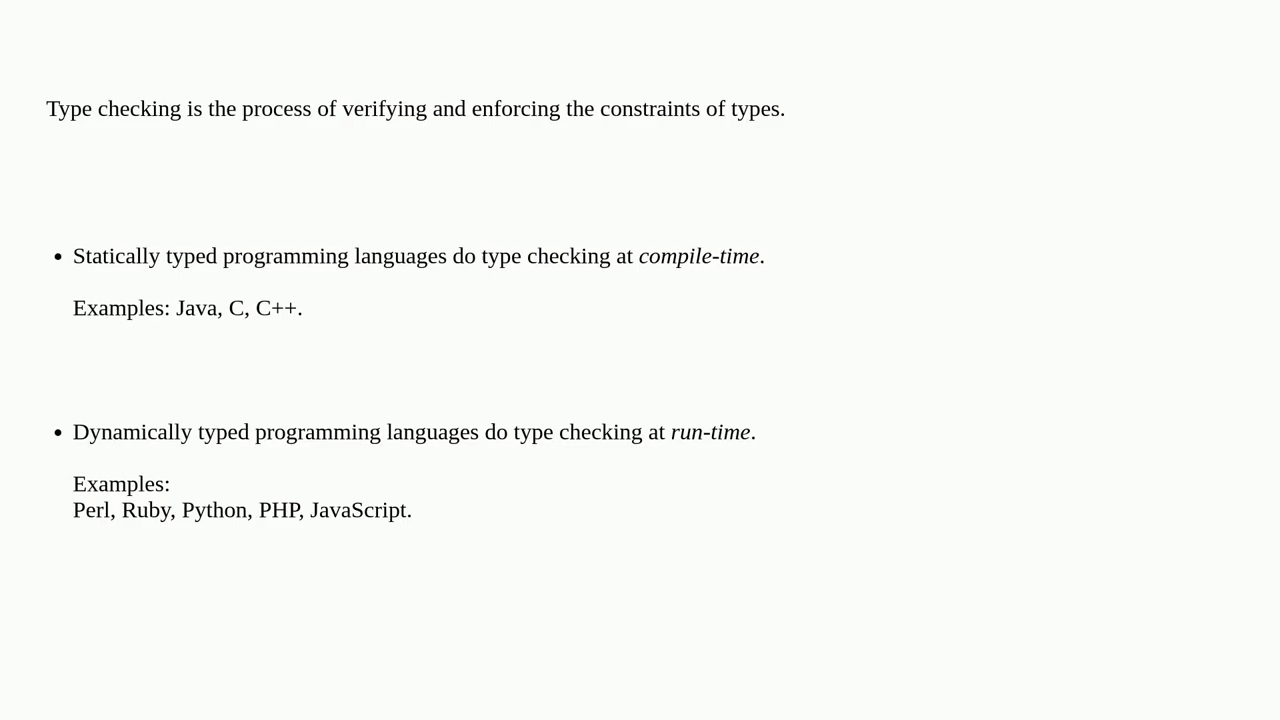 Type checking is the process of verifying and enforcing the constraints of types.
• Statically typed programming languages do type checking at compile-time.
Examples: Java, C, C++.
• Dynamically typed programming languages do type checking at run-time.
Examples:
Perl, Ruby, Python, PHP, JavaScript.